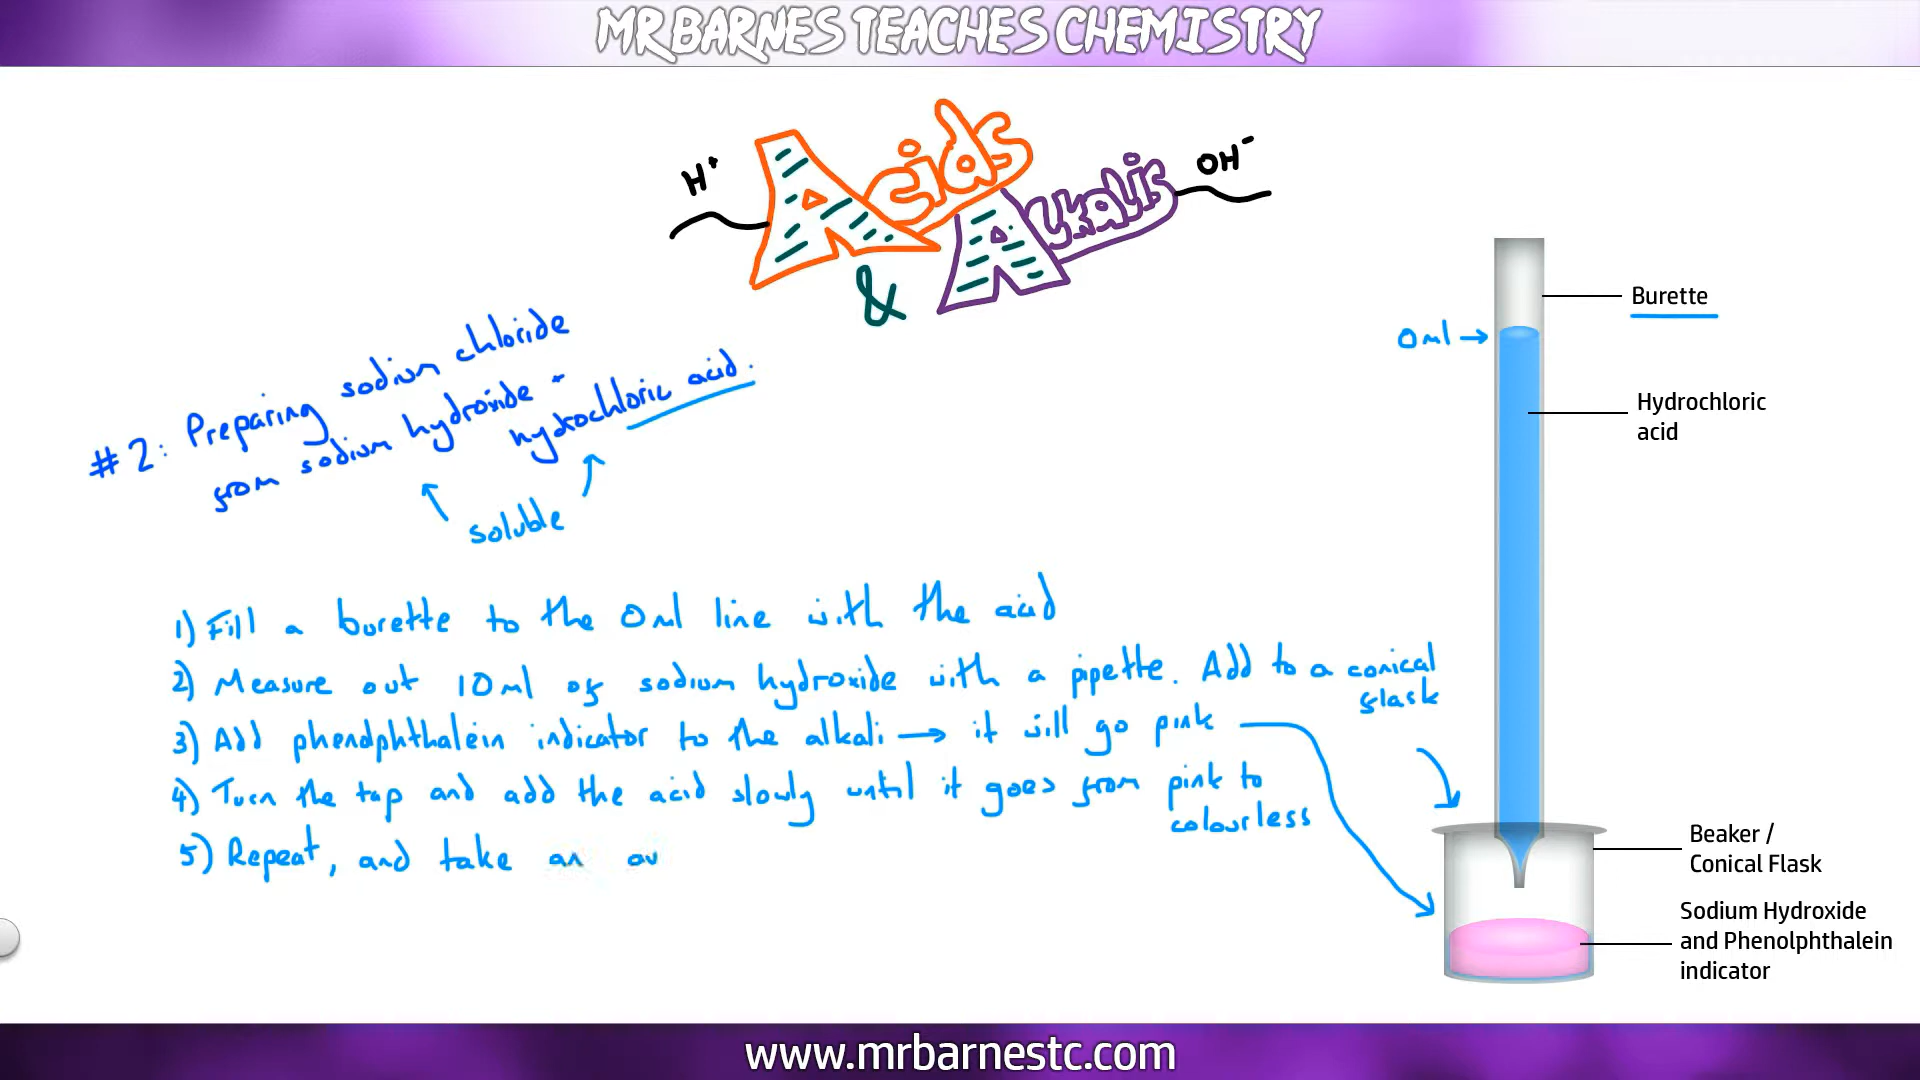 MR BARNES TEACHES CHEMISTRY
H+
Acids
&
Alkalis
OH-
#2: Preparing sodium chloride
from sodium hydroxide +
hydrochloric acid.
soluble
1) Fill a burette to the 0ml line with the acid
2) Measure out 10ml of sodium hydroxide with a pipette. Add to a conical
flask
3) Add phenolphthalein indicator to the alkali → it will go pink
4) Turn the tap and add the acid slowly until it goes from pink to
colourless
5) Repeat, and take an av
Burette
0ml →
Hydrochloric
acid
Beaker /
Conical Flask
Sodium Hydroxide
and Phenolphthalein
indicator
www.mrbarnestc.com